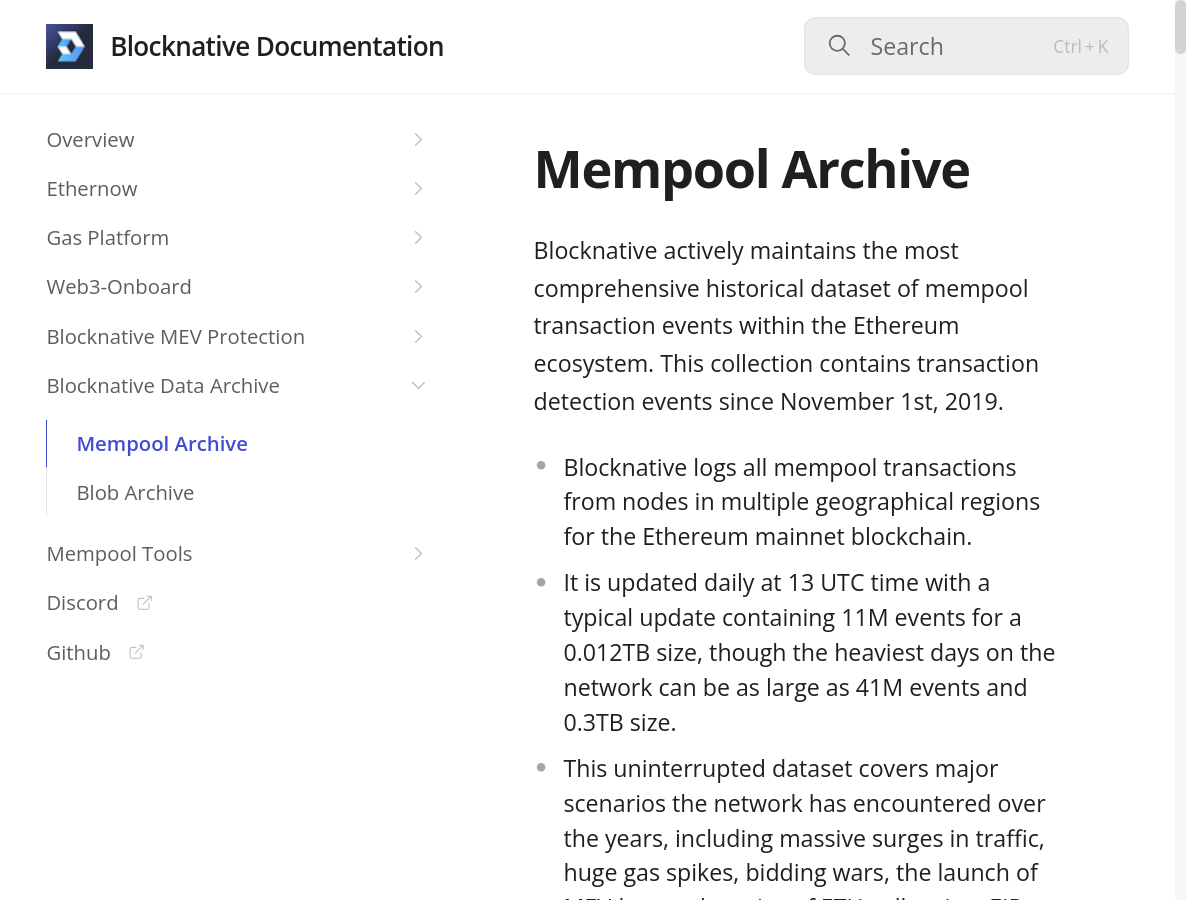 Blocknative Documentation
Search
Ctrl + K
Overview
Ethernow
Gas Platform
Web3-Onboard
Blocknative MEV Protection
Blocknative Data Archive
Mempool Archive
Blob Archive
Mempool Tools
Discord
Github
Mempool Archive
Blocknative actively maintains the most
comprehensive historical dataset of mempool
transaction events within the Ethereum
ecosystem. This collection contains transaction
detection events since November 1st, 2019.
Blocknative logs all mempool transactions
from nodes in multiple geographical regions
for the Ethereum mainnet blockchain.
It is updated daily at 13 UTC time with a
typical update containing 11M events for a
0.012TB size, though the heaviest days on the
network can be as large as 41M events and
0.3TB size.
This uninterrupted dataset covers major
scenarios the network has encountered over
the years, including massive surges in traffic,
huge gas spikes, bidding wars, the launch of